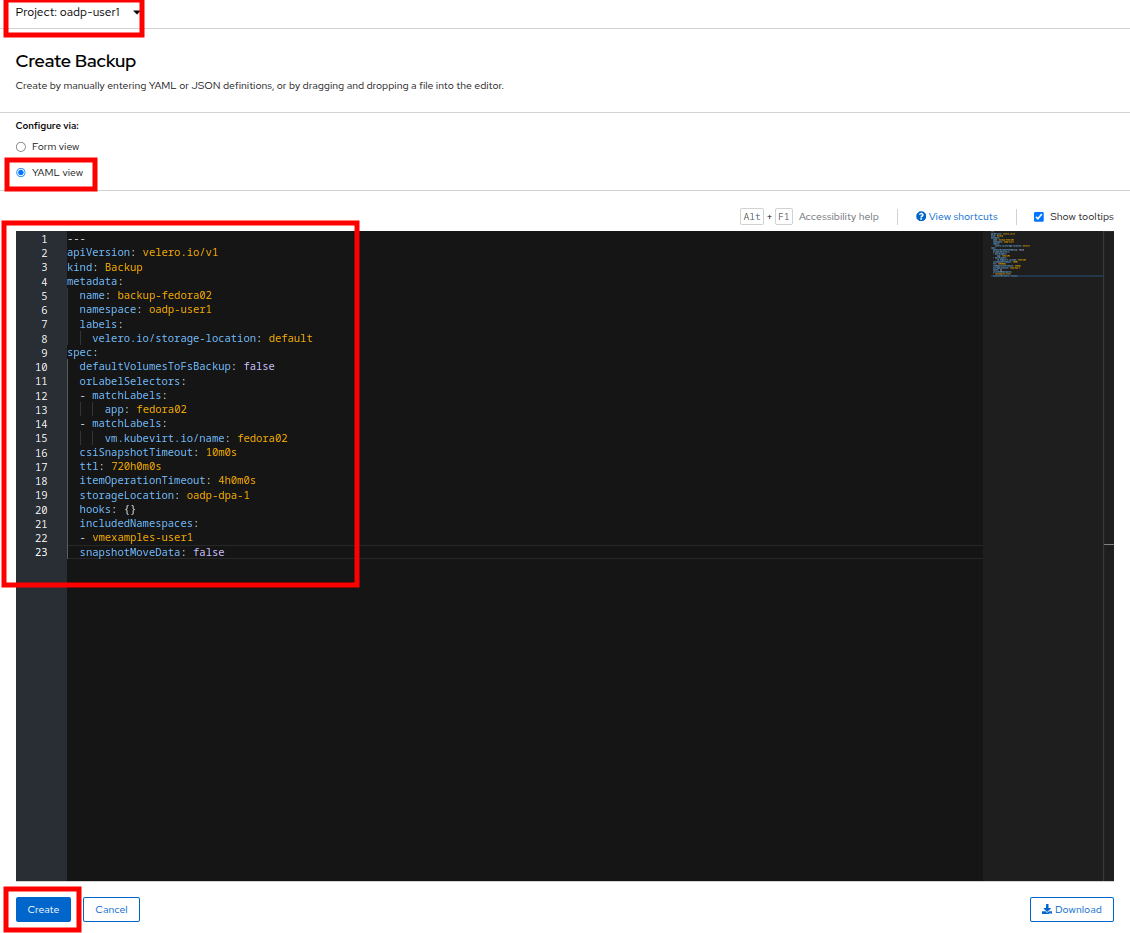 Project: oadp-user1
Create Backup
Create by manually entering YAML or JSON definitions, or by dragging and dropping a file into the editor.
Configure via:
Form view
YAML view
Alt + F1 Accessibility help View shortcuts Show tooltips
1 ---
2 apiVersion: velero.io/v1
3 kind: Backup
4 metadata:
5 name: backup-fedora02
6 namespace: oadp-user1
7 labels:
8 velero.io/storage-location: default
9 spec:
10 defaultVolumesToFsBackup: false
11 orLabelSelectors:
12 - matchLabels:
13 app: fedora02
14 - matchLabels:
15 vm.kubevirt.io/name: fedora02
16 csiSnapshotTimeout: 10m0s
17 ttl: 720h0m0s
18 itemOperationTimeout: 4h0m0s
19 storageLocation: oadp-dpa-1
20 hooks: {}
21 includedNamespaces:
22 - vmexamples-user1
23 snapshotMoveData: false
Create Cancel Download